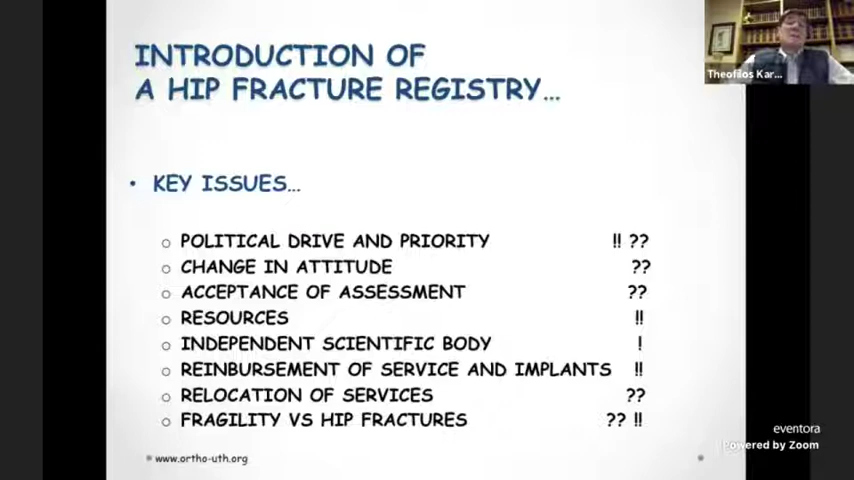 INTRODUCTION OF
A HIP FRACTURE REGISTRY...
• KEY ISSUES...
o POLITICAL DRIVE AND PRIORITY !! ??
o CHANGE IN ATTITUDE ??
o ACCEPTANCE OF ASSESSMENT ??
o RESOURCES !!
o INDEPENDENT SCIENTIFIC BODY !
o REINBURSEMENT OF SERVICE AND IMPLANTS !!
o RELOCATION OF SERVICES ??
o FRAGILITY VS HIP FRACTURES ?? !!
www.ortho-uth.org
Theofilos Kar...
eventora
Powered by Zoom